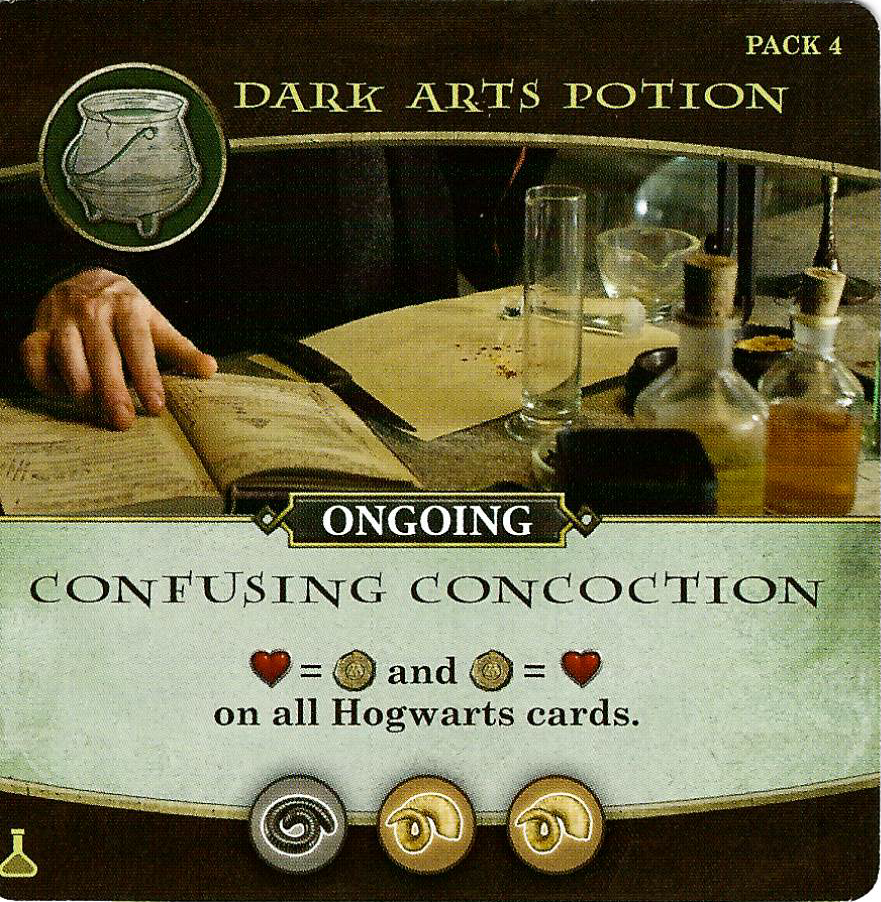 PACK 4
DARK ARTS POTION
ONGOING
CONFUSING CONCOCTION
= and =
on all Hogwarts cards.